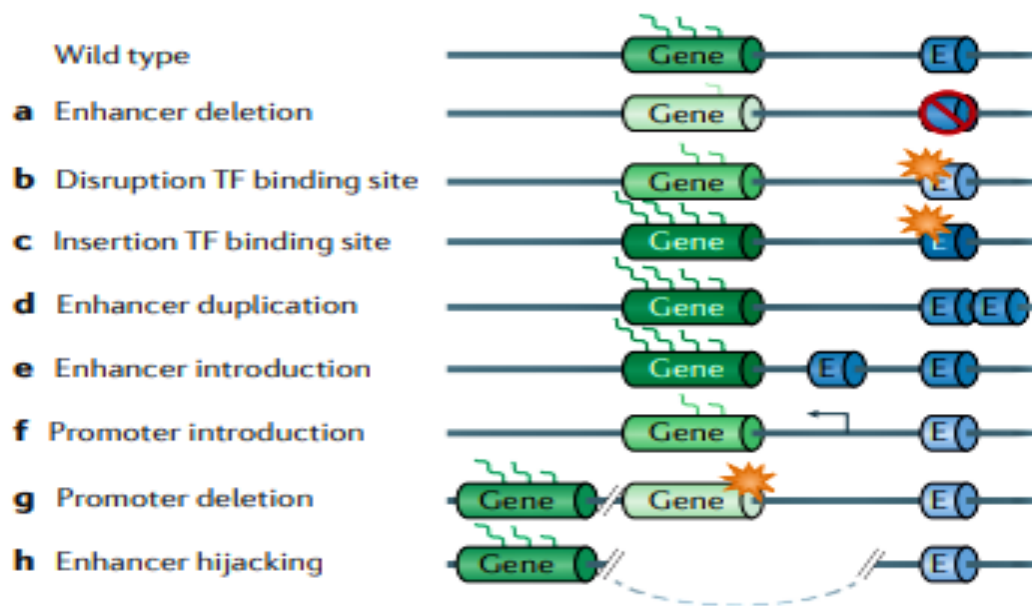 Wild type Gene E
a Enhancer deletion Gene
b Disruption TF binding site Gene E
c Insertion TF binding site Gene E
d Enhancer duplication Gene E E
e Enhancer introduction Gene E E
f Promoter introduction Gene E
g Promoter deletion Gene Gene E
h Enhancer hijacking Gene E